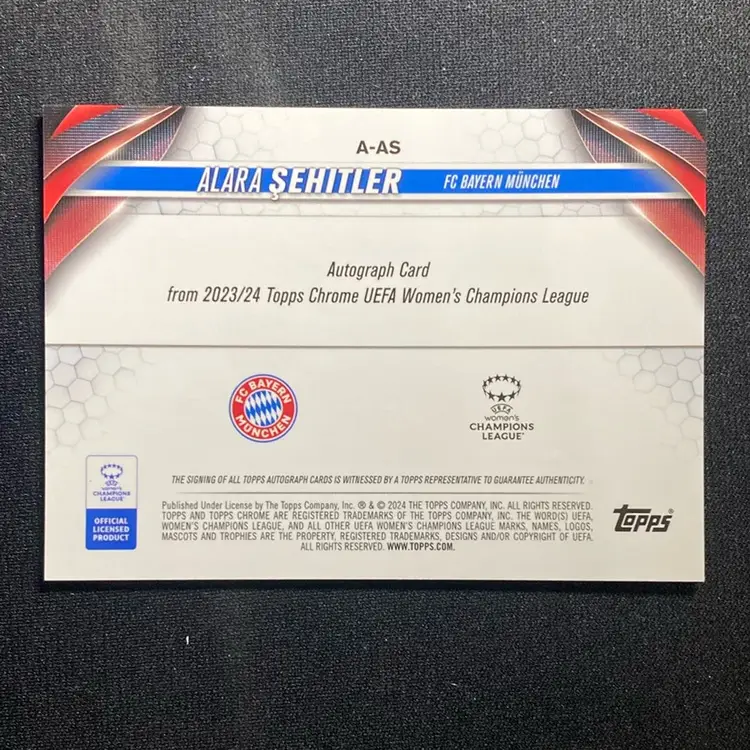 A-AS
ALARA ŞEHITLER
FC BAYERN MÜNCHEN
Autograph Card
from 2023/24 Topps Chrome UEFA Women's Champions League
FC BAYERN
MÜNCHEN
UEFA
women's
CHAMPIONS
LEAGUE
women's
CHAMPIONS
LEAGUE
OFFICIAL
LICENSED
PRODUCT
THE SIGNING OF ALL TOPPS AUTOGRAPH CARDS IS WITNESSED BY A TOPPS REPRESENTATIVE TO GUARANTEE AUTHENTICITY.
Published Under License by The Topps Company, Inc. ® & © 2024 THE TOPPS COMPANY, INC. ALL RIGHTS RESERVED.
TOPPS AND TOPPS CHROME ARE REGISTERED TRADEMARKS OF THE TOPPS COMPANY, INC. THE WORD(S) UEFA,
WOMEN'S CHAMPIONS LEAGUE, AND ALL OTHER UEFA WOMEN'S CHAMPIONS LEAGUE MARKS, NAMES, LOGOS,
MASCOTS AND TROPHIES ARE THE PROPERTY, REGISTERED TRADEMARKS, DESIGNS AND/OR COPYRIGHT OF UEFA.
ALL RIGHTS RESERVED. WWW.TOPPS.COM.
Topps®